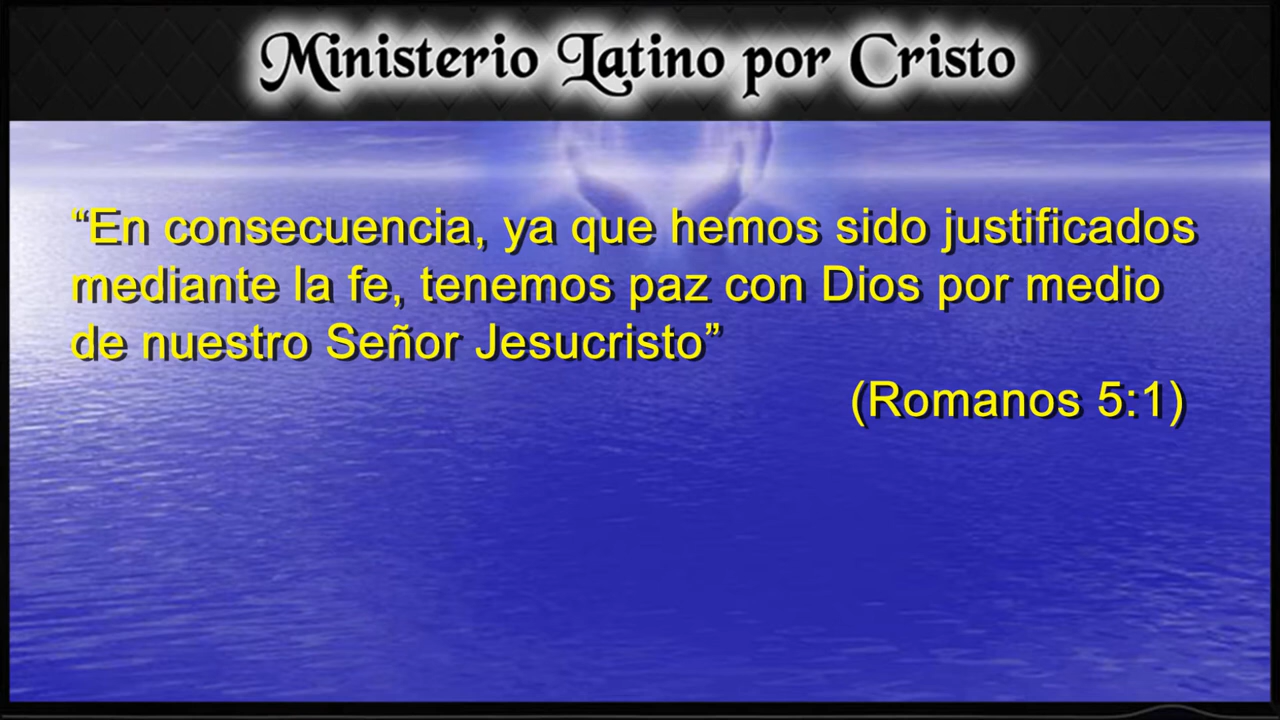 Ministerio Latino por Cristo
“En consecuencia, ya que hemos sido justificados
mediante la fe, tenemos paz con Dios por medio
de nuestro Señor Jesucristo”
(Romanos 5:1)